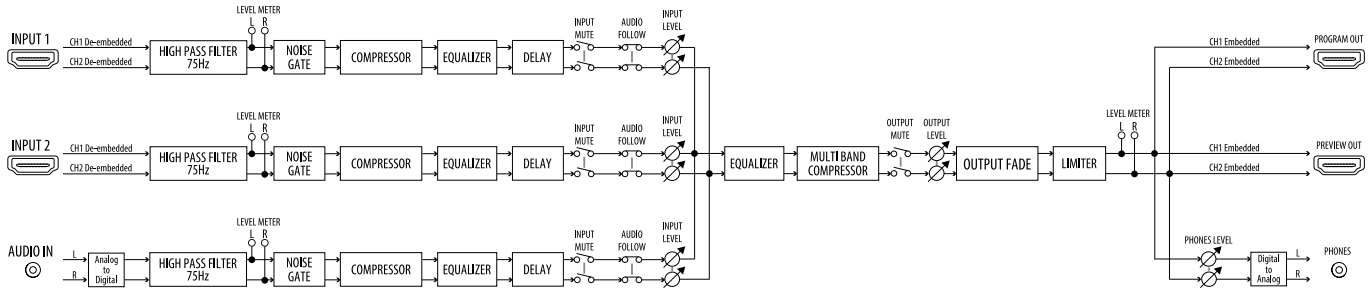 INPUT 1
CH1 De-embedded
CH2 De-embedded
HIGH PASS FILTER
75Hz
LEVEL METER
L R
NOISE
GATE
COMPRESSOR
EQUALIZER
DELAY
INPUT
MUTE
AUDIO
FOLLOW
INPUT
LEVEL
CH1 Embedded
CH2 Embedded
PROGRAM OUT
INPUT 2
CH1 De-embedded
CH2 De-embedded
HIGH PASS FILTER
75Hz
LEVEL METER
L R
NOISE
GATE
COMPRESSOR
EQUALIZER
DELAY
INPUT
MUTE
AUDIO
FOLLOW
INPUT
LEVEL
EQUALIZER
MULTI BAND
COMPRESSOR
OUTPUT
MUTE
OUTPUT
LEVEL
OUTPUT FADE
LIMITER
LEVEL METER
L R
CH1 Embedded
CH2 Embedded
PREVIEW OUT
AUDIO IN
L
R
Analog
to
Digital
HIGH PASS FILTER
75Hz
LEVEL METER
L R
NOISE
GATE
COMPRESSOR
EQUALIZER
DELAY
INPUT
MUTE
AUDIO
FOLLOW
INPUT
LEVEL
PHONES LEVEL
Digital
to
Analog
L
R
PHONES